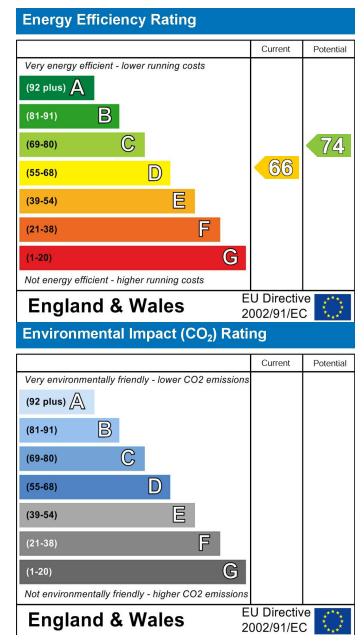 Energy Efficiency Rating
Current Potential
Very energy efficient - lower running costs
(92 plus) A
(81-91) B
(69-80) C
(55-68) D
(39-54) E
(21-38) F
(1-20) G
66
74
Not energy efficient - higher running costs
England & Wales
EU Directive
2002/91/EC
Environmental Impact (CO₂) Rating
Current Potential
Very environmentally friendly - lower CO2 emissions
(92 plus) A
(81-91) B
(69-80) C
(55-68) D
(39-54) E
(21-38) F
(1-20) G
Not environmentally friendly - higher CO2 emissions
England & Wales
EU Directive
2002/91/EC